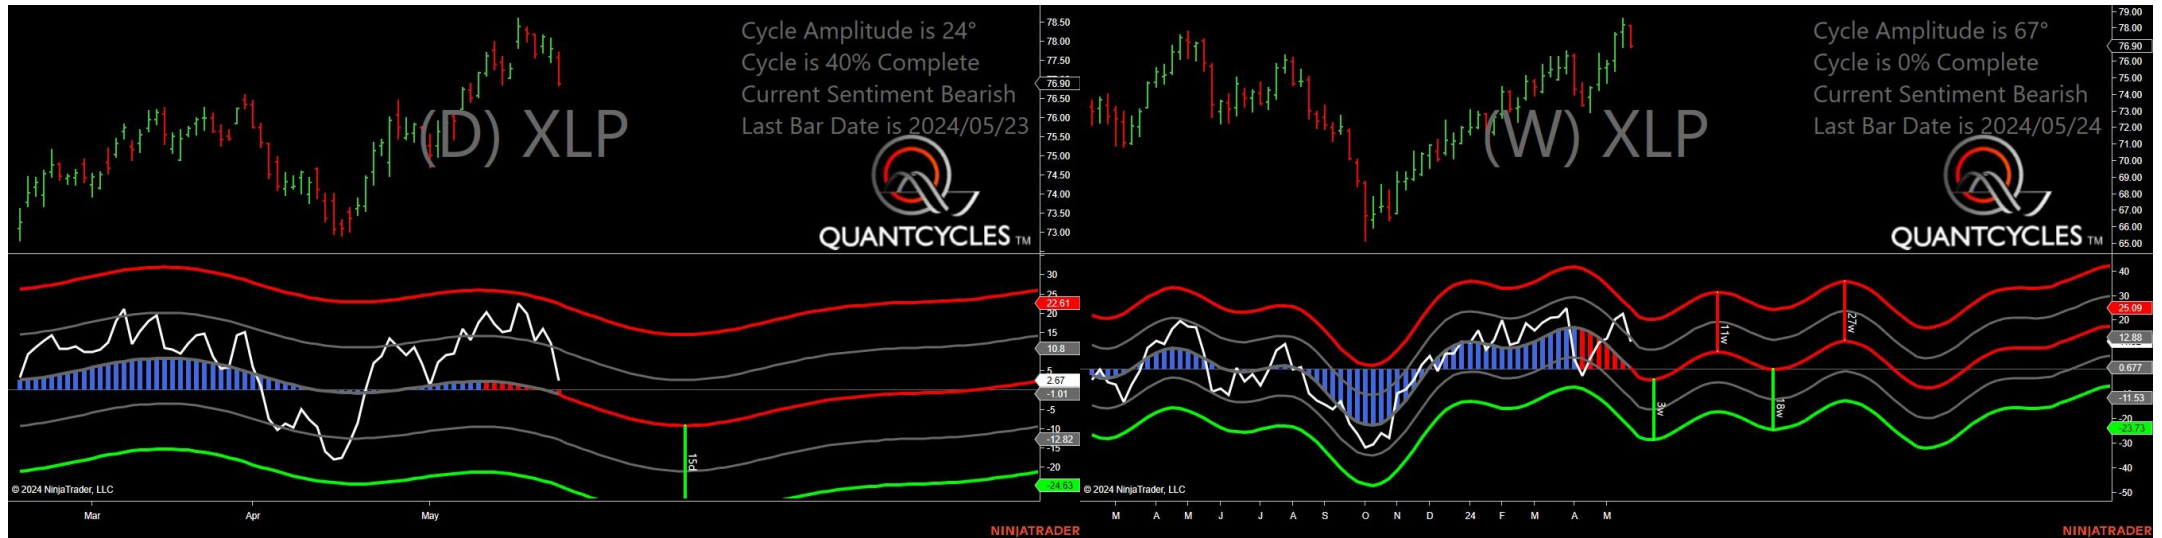 Cycle Amplitude is 24°
Cycle is 40% Complete
Current Sentiment Bearish
Last Bar Date is 2024/05/23
(D) XLP
QUANTCYCLES TM
78.50
78.00
77.50
76.90
76.50
76.00
75.50
75.00
74.50
74.00
73.50
73.00
30
25
22.61
20
15
10.8
5
2.67
-1.01
-5
-10
-12.82
-15
-20
-24.63
15d
© 2024 NinjaTrader, LLC
Mar
Apr
May
NINJATRADER
Cycle Amplitude is 67°
Cycle is 0% Complete
Current Sentiment Bearish
Last Bar Date is 2024/05/24
(W) XLP
QUANTCYCLES TM
79.00
78.00
76.90
76.00
75.00
74.00
73.00
72.00
71.00
70.00
69.00
68.00
67.00
66.00
65.00
40
30
25.09
20
12.88
0.677
-11.53
-20
-23.73
-30
-40
-50
3w
11w
18w
27w
© 2024 NinjaTrader, LLC
M A M J J A S O N D 24 F M A M
NINJATRADER